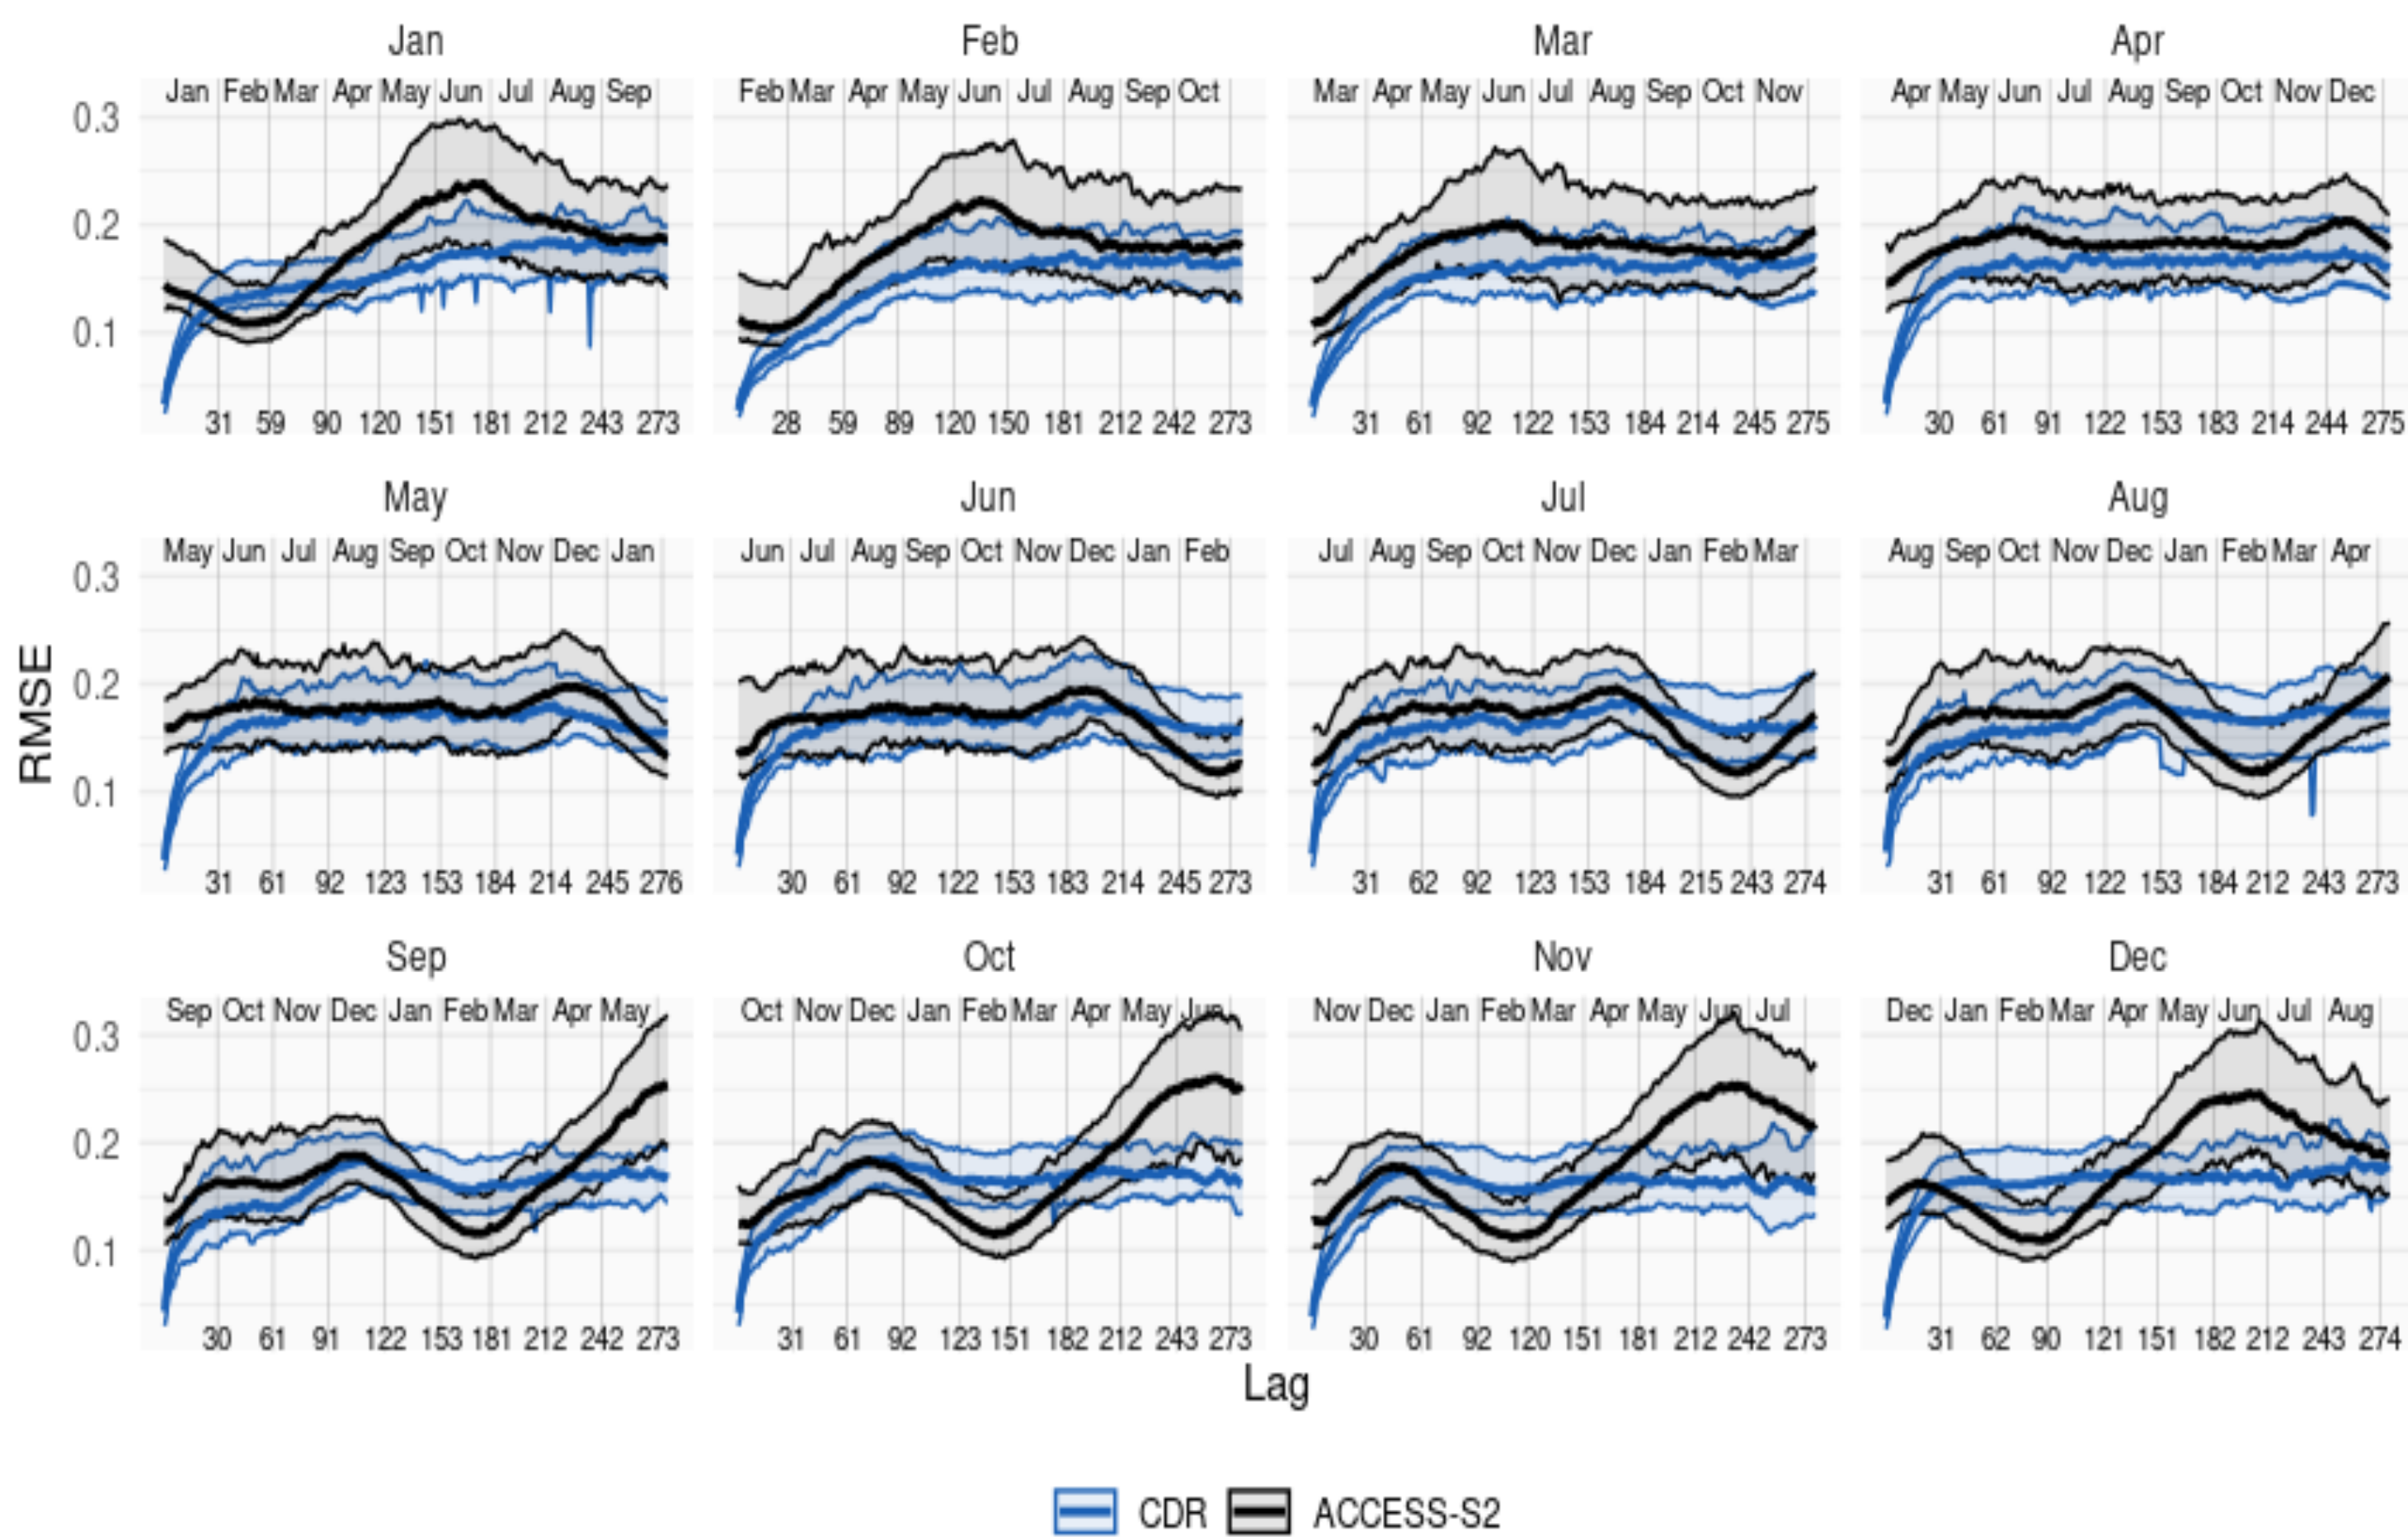 Jan Feb Mar Apr
Jan Feb Mar Apr May Jun Jul Aug Sep Feb Mar Apr May Jun Jul Aug Sep Oct Mar Apr May Jun Jul Aug Sep Oct Nov Apr May Jun Jul Aug Sep Oct Nov Dec
0.3
0.2
0.1
31 59 90 120 151 181 212 243 273 28 59 89 120 150 181 212 242 273 31 61 92 122 153 184 214 245 275 30 61 91 122 153 183 214 244 275
May Jun Jul Aug
May Jun Jul Aug Sep Oct Nov Dec Jan Jun Jul Aug Sep Oct Nov Dec Jan Feb Jul Aug Sep Oct Nov Dec Jan Feb Mar Aug Sep Oct Nov Dec Jan Feb Mar Apr
0.3
0.2
0.1
RMSE
31 61 92 123 153 184 214 245 276 30 61 92 122 153 183 214 245 273 31 62 92 123 153 184 215 243 274 31 61 92 122 153 184 212 243 273
Sep Oct Nov Dec
Sep Oct Nov Dec Jan Feb Mar Apr May Oct Nov Dec Jan Feb Mar Apr May Jun Nov Dec Jan Feb Mar Apr May Jun Jul Dec Jan Feb Mar Apr May Jun Jul Aug
0.3
0.2
0.1
30 61 91 122 153 181 212 242 273 31 61 92 123 151 182 212 243 273 30 61 92 120 151 181 212 242 273 31 62 90 121 151 182 212 243 274
Lag
CDR ACCESS-S2